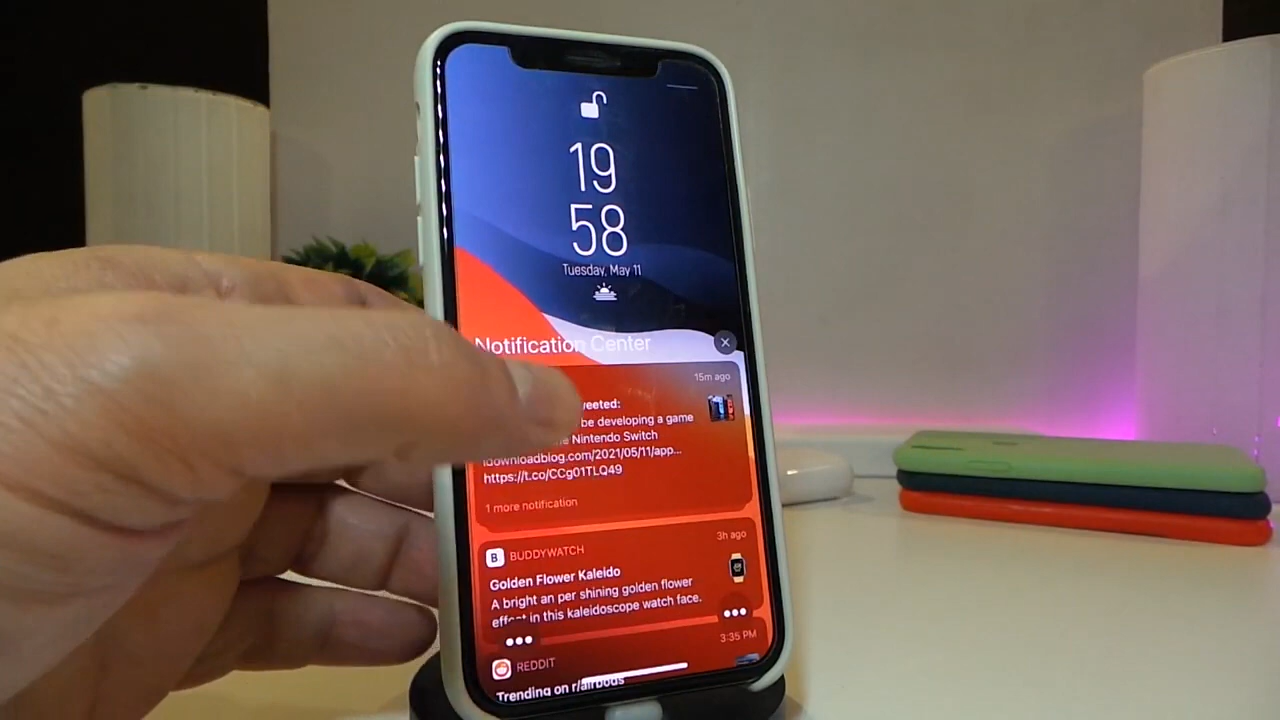 19
58
Tuesday, May 11
Notification Center
15m ago
weeted:
be developing a game
Nintendo Switch
idownloadblog.com/2021/05/11/app...
https://t.co/CCg01TLQ49
1 more notification
B BUDDYWATCH
3h ago
Golden Flower Kaleido
A bright an per shining golden flower
effect in this kaleidoscope watch face.
REDDIT
3:35 PM
Trending on r/airpods